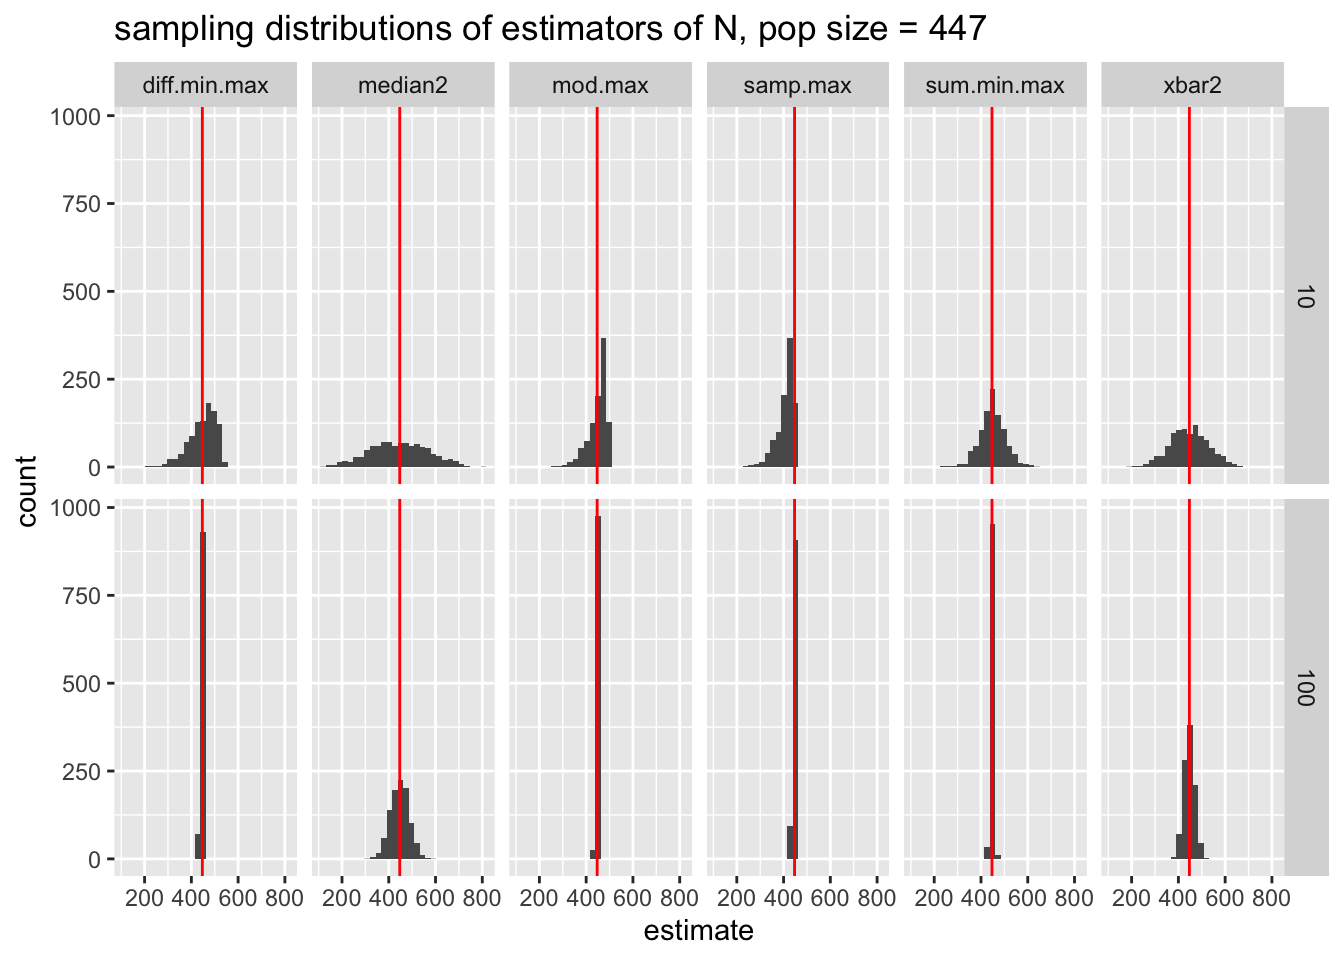 sampling distributions of estimators of N, pop size = 447
diff.min.max median2 mod.max samp.max sum.min.max xbar2
1000
750
500
250
0
10
count
1000
750
500
250
0
100
200 400 600 800 200 400 600 800 200 400 600 800 200 400 600 800 200 400 600 800 200 400 600 800
estimate